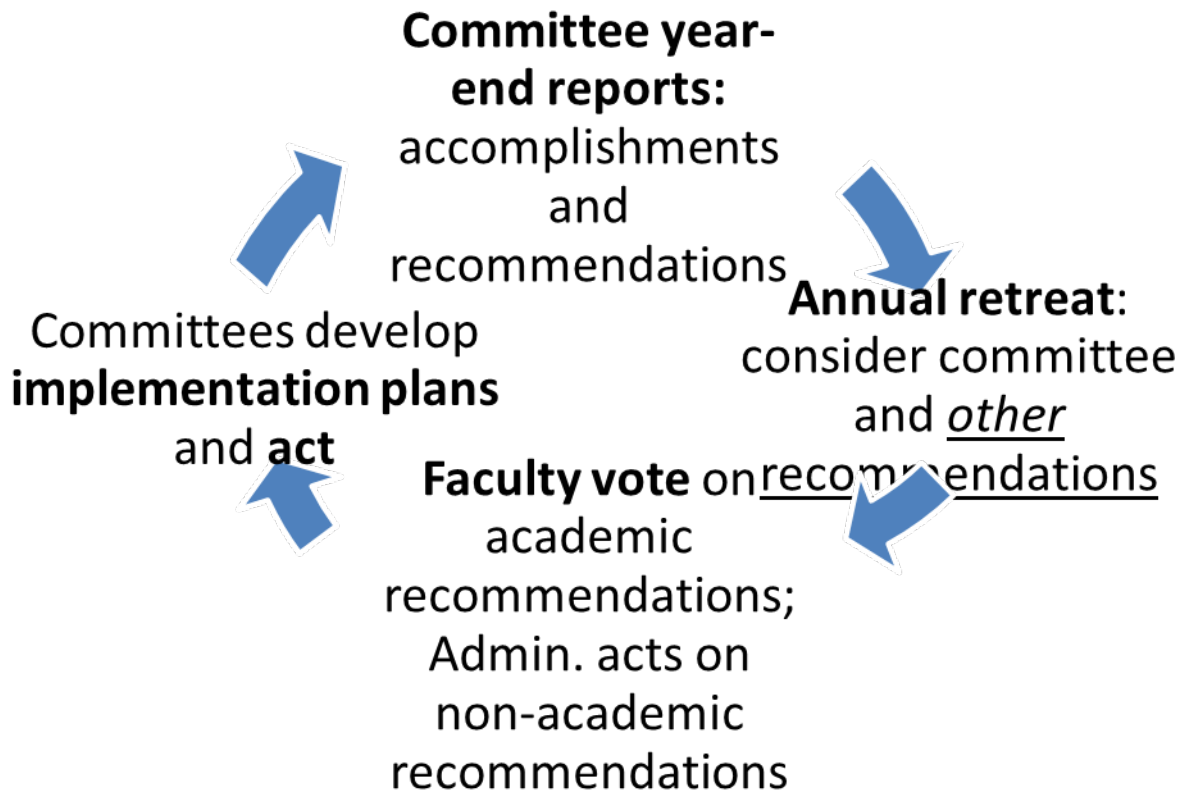 Committee year-
end reports:
accomplishments
and
recommendations
Annual retreat:
consider committee
and other
recommendations
Faculty vote on
academic
recommendations;
Admin. acts on
non-academic
recommendations
Committees develop
implementation plans
and act